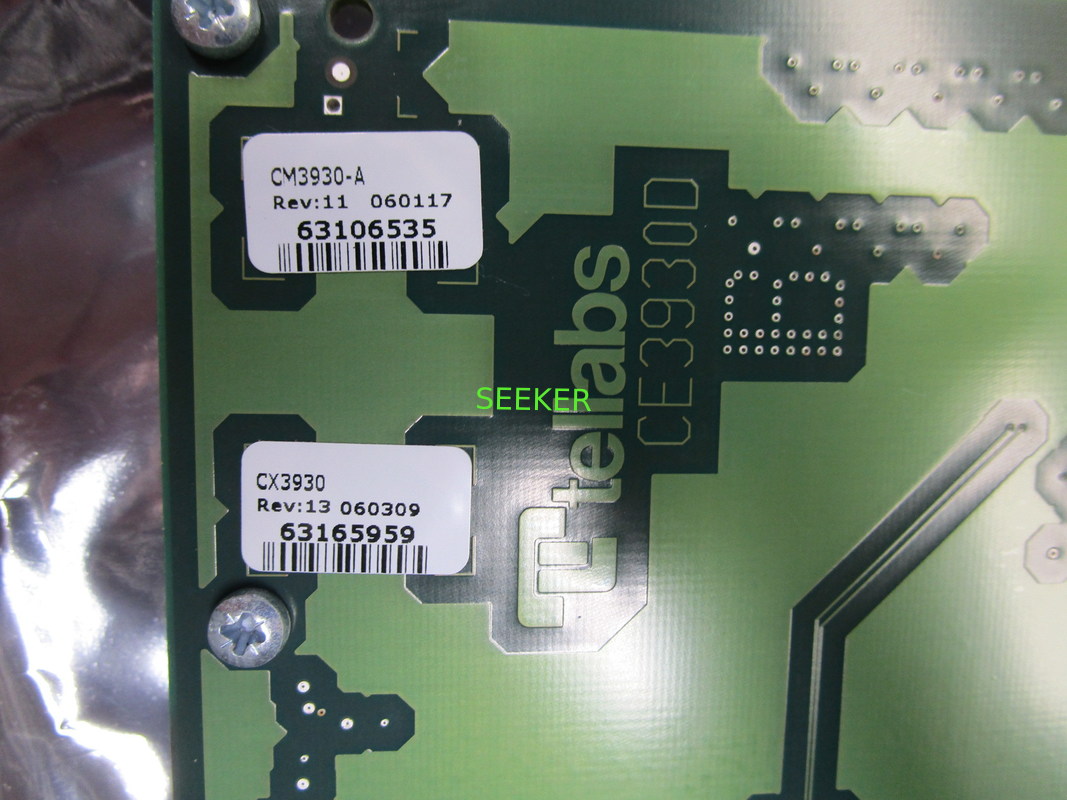 CM3930-A
Rev:11 060117
63106535
CX3930
Rev:13 060309
63165959
tellabs
CE3930D
SEEKER